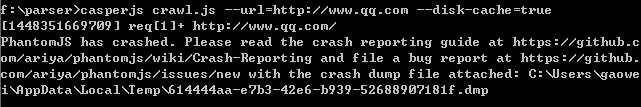 f:\parser>casperjs crawl.js --url=http://www.qq.com --disk-cache=true
[1448351669709] req[1]+ http://www.qq.com/
PhantomJS has crashed. Please read the crash reporting guide at https://github.c
om/ariya/phantomjs/wiki/Crash-Reporting and file a bug report at https://github.
com/ariya/phantomjs/issues/new with the crash dump file attached: C:\Users\gaowe
i\AppData\Local\Temp\614444aa-e7b3-42e6-b939-52688907181f.dmp